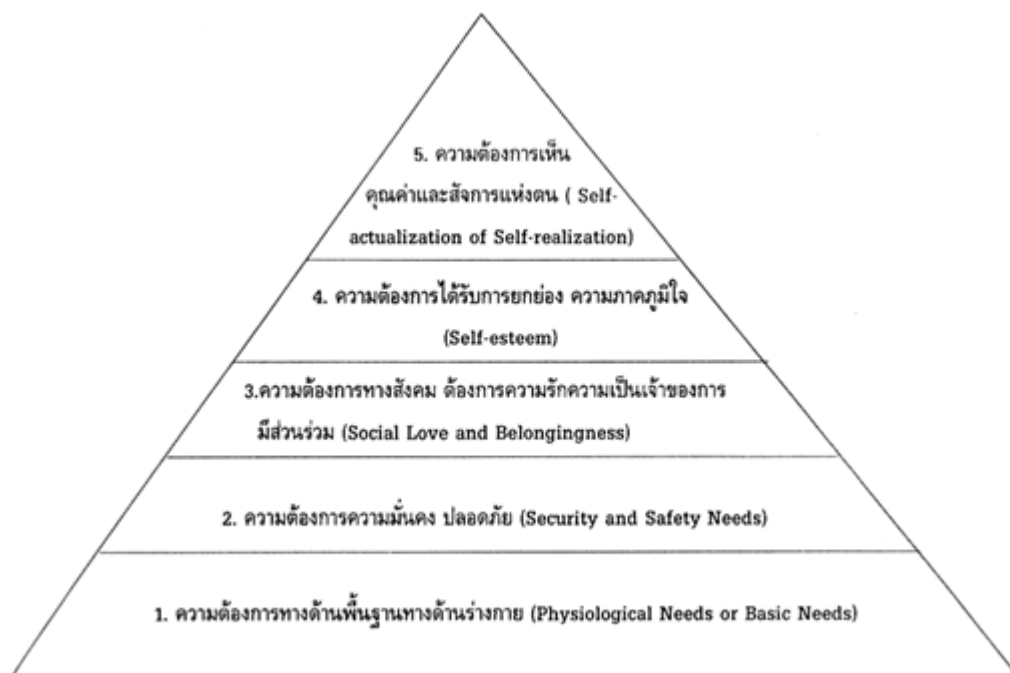 5. ความต้องการเห็น
คุณค่าและสัจการแห่งตน ( Self-
actualization of Self-realization)
4. ความต้องการได้รับการยกย่อง ความภาคภูมิใจ
(Self-esteem)
3.ความต้องการทางสังคม ต้องการความรักความเป็นเจ้าของการ
มีส่วนร่วม (Social Love and Belongingness)
2. ความต้องการความมั่นคง ปลอดภัย (Security and Safety Needs)
1. ความต้องการทางด้านพื้นฐานทางด้านร่างกาย (Physiological Needs or Basic Needs)